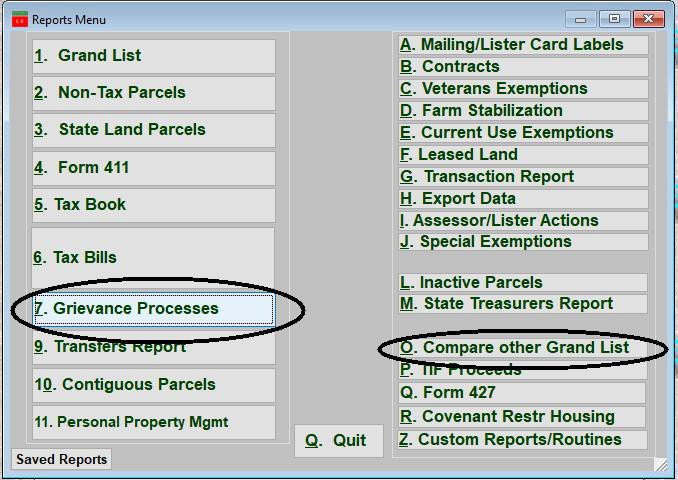 Reports Menu
1. Grand List
2. Non-Tax Parcels
3. State Land Parcels
4. Form 411
5. Tax Book
6. Tax Bills
7. Grievance Processes
9. Transfers Report
10. Contiguous Parcels
11. Personal Property Mgmt
Saved Reports
Q. Quit
A. Mailing/Lister Card Labels
B. Contracts
C. Veterans Exemptions
D. Farm Stabilization
E. Current Use Exemptions
F. Leased Land
G. Transaction Report
H. Export Data
I. Assessor/Lister Actions
J. Special Exemptions
L. Inactive Parcels
M. State Treasurers Report
O. Compare other Grand List
P. TIF Proceeds
Q. Form 427
R. Covenant Restr Housing
Z. Custom Reports/Routines